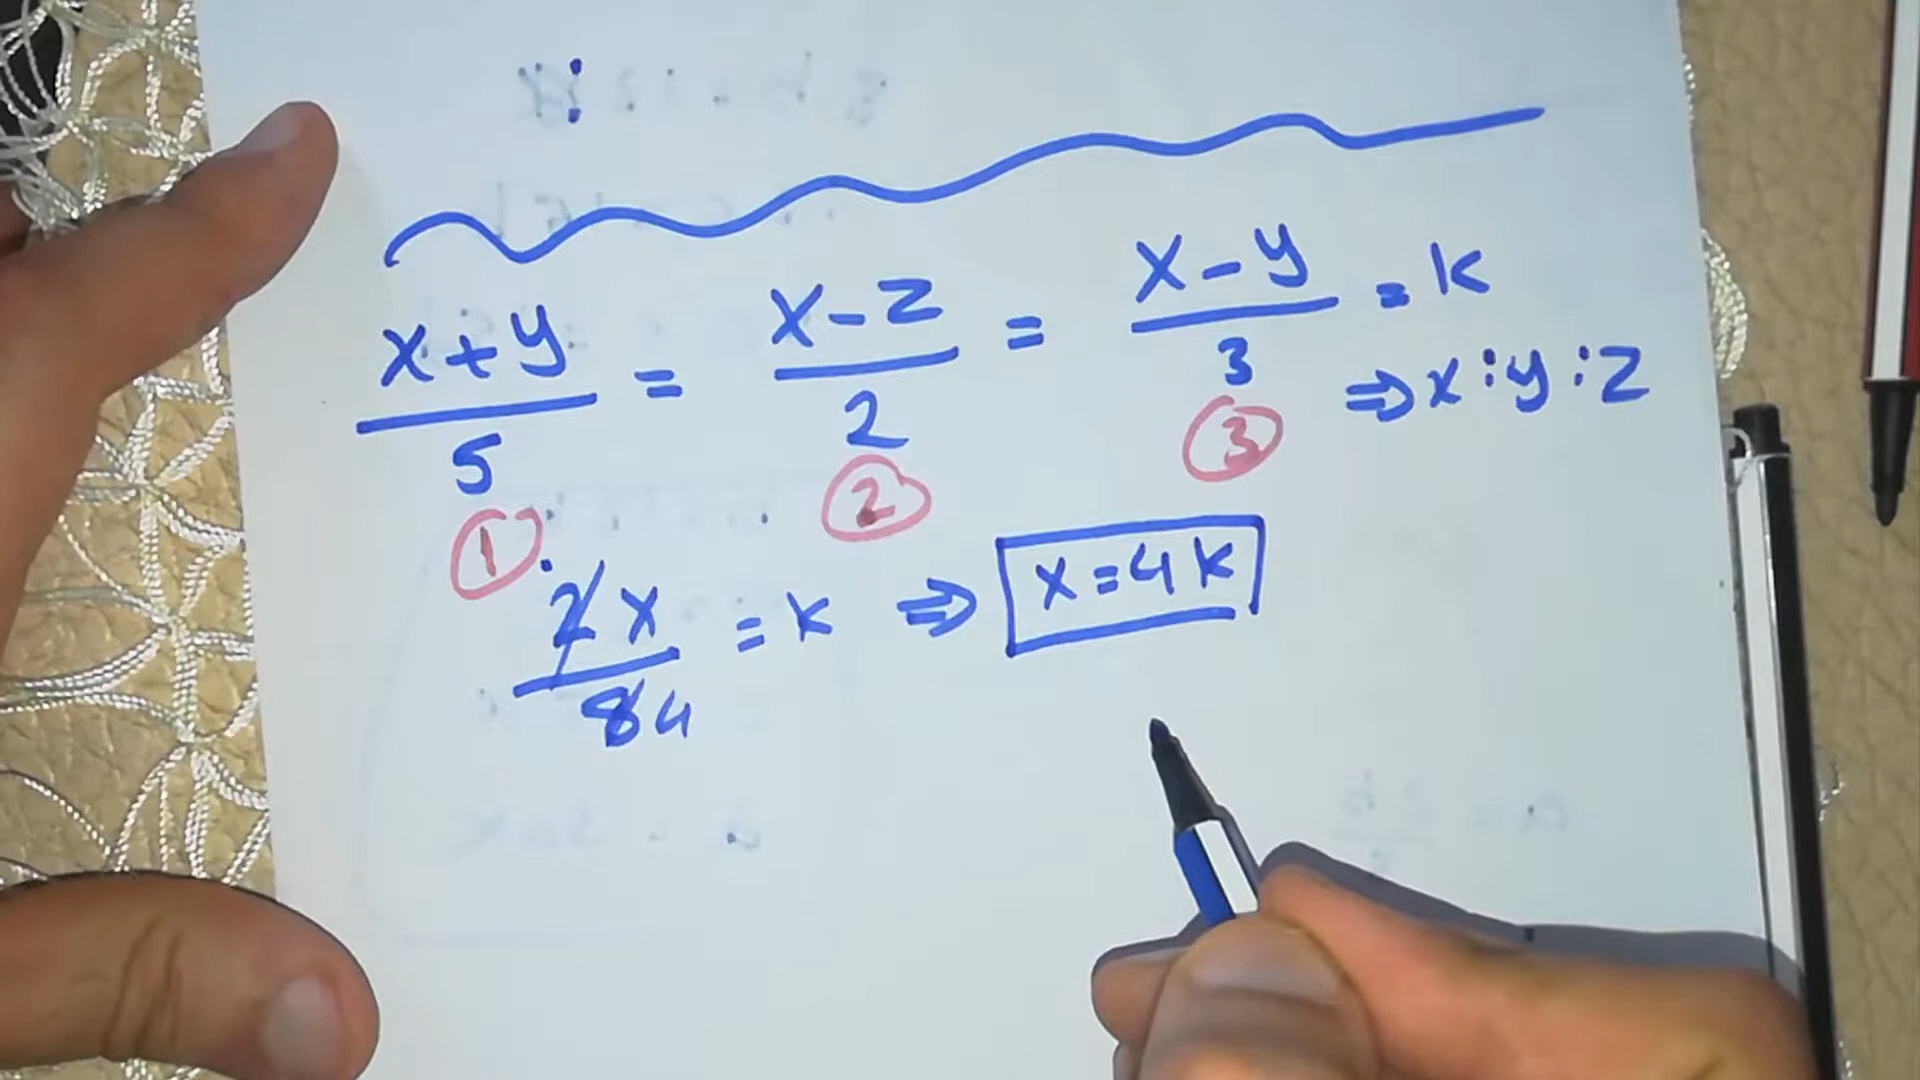 x+y/5 = x-z/2 = x-y/3 = k
① ② ③ ⇒ x:y:z
2x/84 = k ⇒ x=4k